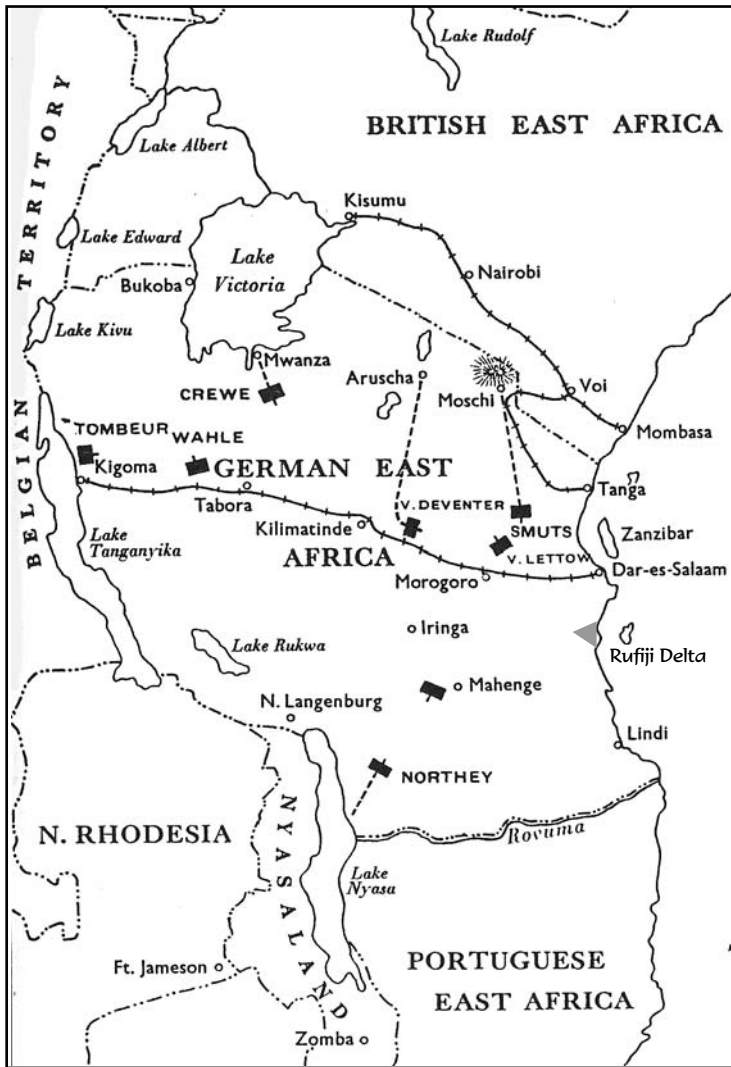 Lake Rudolf
BRITISH EAST AFRICA
Lake Albert
TERRITORY
Kisumu
Lake Edward
Lake
Victoria
Nairobi
Bukoba
Lake Kivu
Mwanza
Aruscha
Voi
CREWE
Moschi
Mombasa
BELGIAN
TOMBEUR
WAHLE
Kigoma
GERMAN EAST
AFRICA
Tabora
Tanga
V. DEVENTER
Kilimatinde
SMUTS
Zanzibar
Lake
Tanganyika
V. LETTOW
Morogoro
Dar-es-Salaam
Iringa
Lake Rukwa
Rufiji Delta
Mahenge
N. Langenburg
Lindi
NORTHEY
N. RHODESIA
NYASALAND
Rovuma
Lake
Nyasa
Ft. Jameson
PORTUGUESE
EAST AFRICA
Zomba